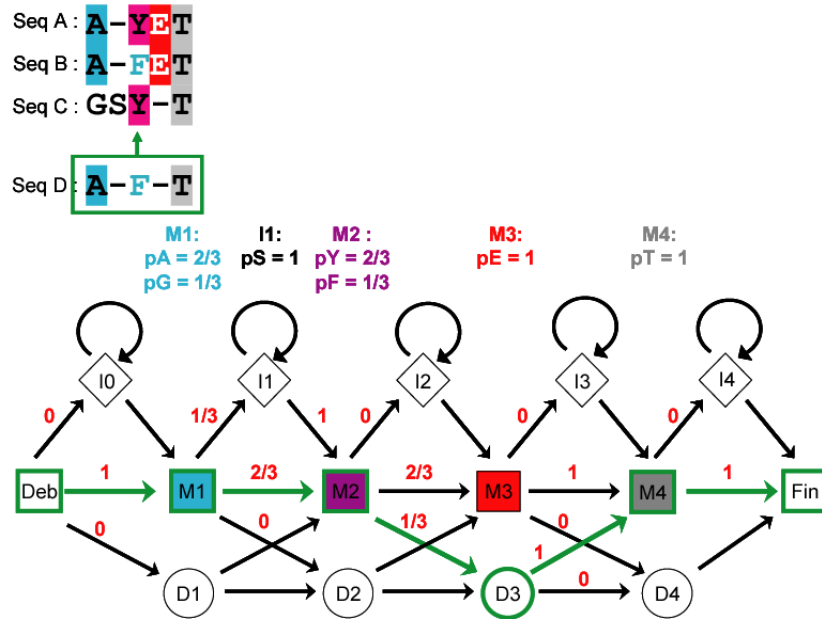 Seq A : A-YET
Seq B : A-FET
Seq C : GSY-T
Seq D : A-F-T
M1: I1: M2 : M3: M4:
pA = 2/3 pS = 1 pY = 2/3 pE = 1 pT = 1
pG = 1/3 pF = 1/3
I0 I1 I2 I3 I4
0 1/3 1 0 0 0
1 2/3 2/3 1 1
Deb M1 M2 M3 M4 Fin
0 0 1/3 0
1
0
D1 D2 D3 D4